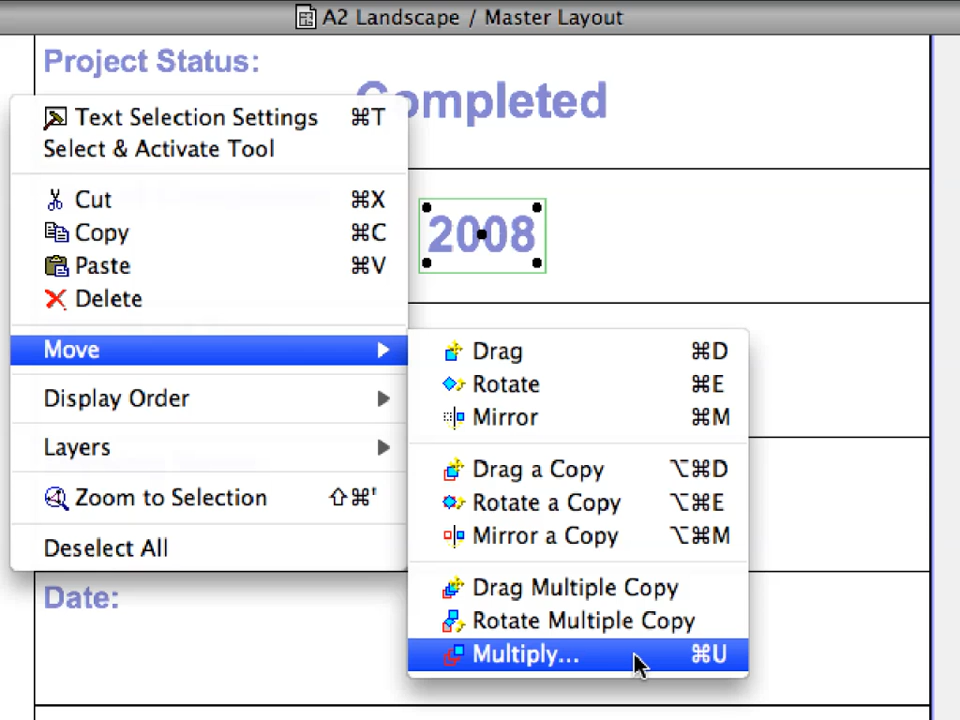 A2 Landscape / Master Layout
Project Status:
Completed
Text Selection Settings ⌘T
Select & Activate Tool
Cut ⌘X
Copy ⌘C
Paste ⌘V
Delete
2008
Move
Display Order
Layers
Zoom to Selection ⇧⌘'
Deselect All
Drag ⌘D
Rotate ⌘E
Mirror ⌘M
Drag a Copy ⌥⌘D
Rotate a Copy ⌥⌘E
Mirror a Copy ⌥⌘M
Drag Multiple Copy
Rotate Multiple Copy
Multiply... ⌘U
Date: